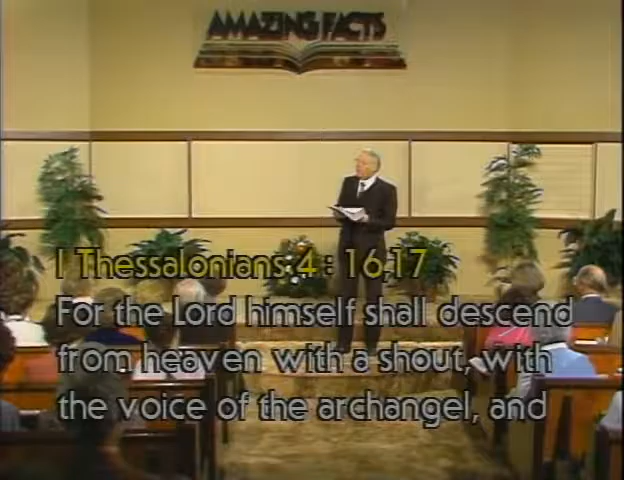 AMAZING FACTS
I Thessalonians 4 : 16,17
For the Lord himself shall descend
from heaven with a shout, with
the voice of the archangel, and